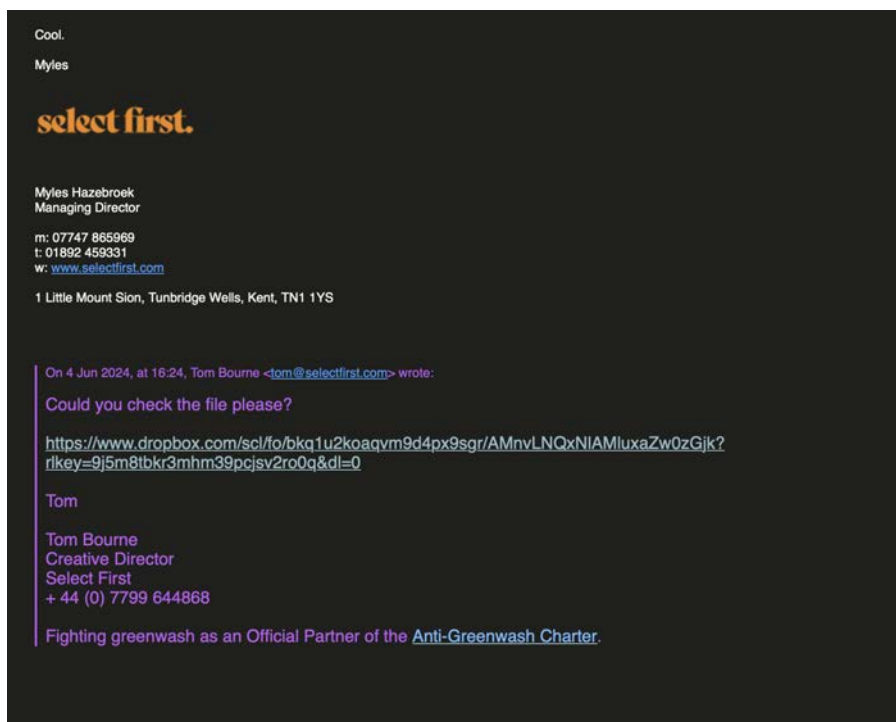 Cool.
Myles
select first.
Myles Hazebroek
Managing Director
m: 07747 865969
t: 01892 459331
w: www.selectfirst.com
1 Little Mount Sion, Tunbridge Wells, Kent, TN1 1YS
On 4 Jun 2024, at 16:24, Tom Bourne <tom@selectfirst.com> wrote:
Could you check the file please?
https://www.dropbox.com/scl/fo/bkq1u2koaqvm9d4px9sgr/AMnvLNQxNlAMluxaZw0zGjk?
rlkey=9j5m8tbkr3mhm39pcjsv2ro0q&dl=0
Tom
Tom Bourne
Creative Director
Select First
+ 44 (0) 7799 644868
Fighting greenwash as an Official Partner of the Anti-Greenwash Charter.